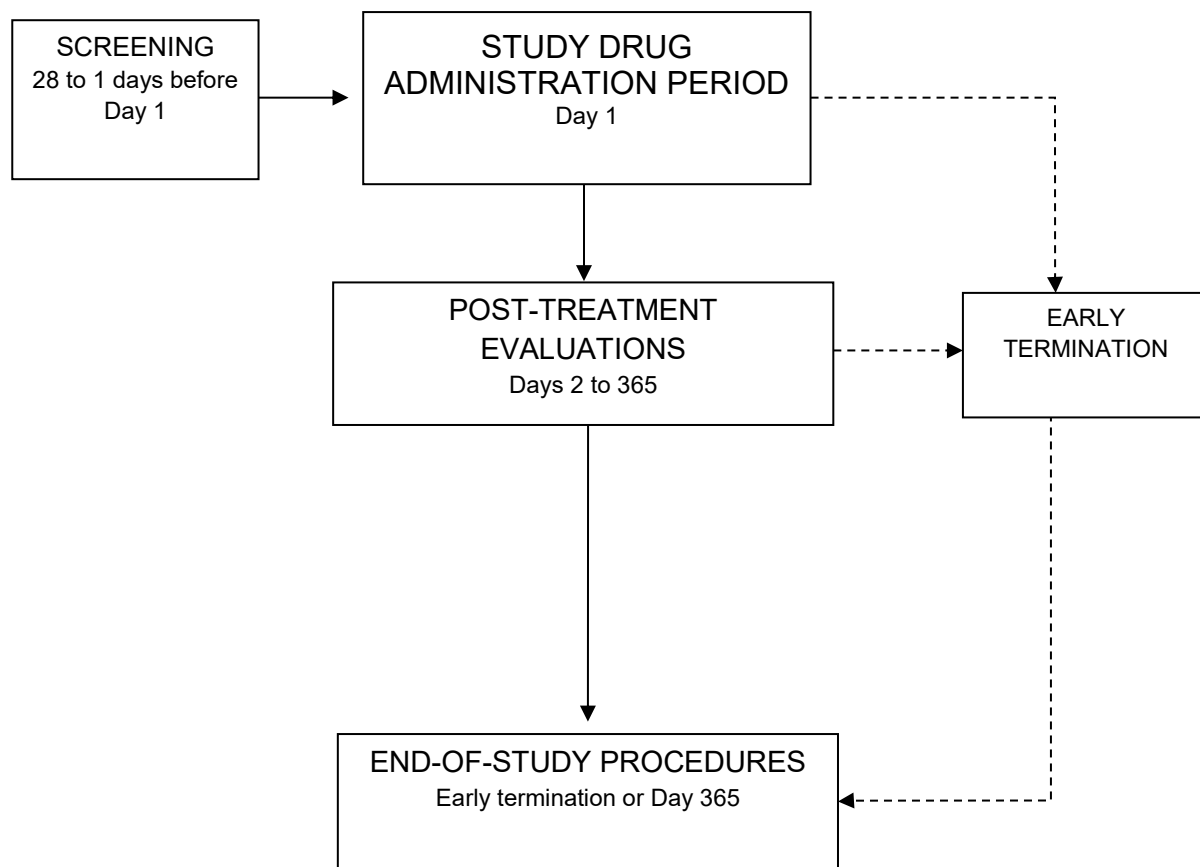 SCREENING
28 to 1 days before
Day 1
STUDY DRUG
ADMINISTRATION PERIOD
Day 1
POST-TREATMENT
EVALUATIONS
Days 2 to 365
EARLY
TERMINATION
END-OF-STUDY PROCEDURES
Early termination or Day 365